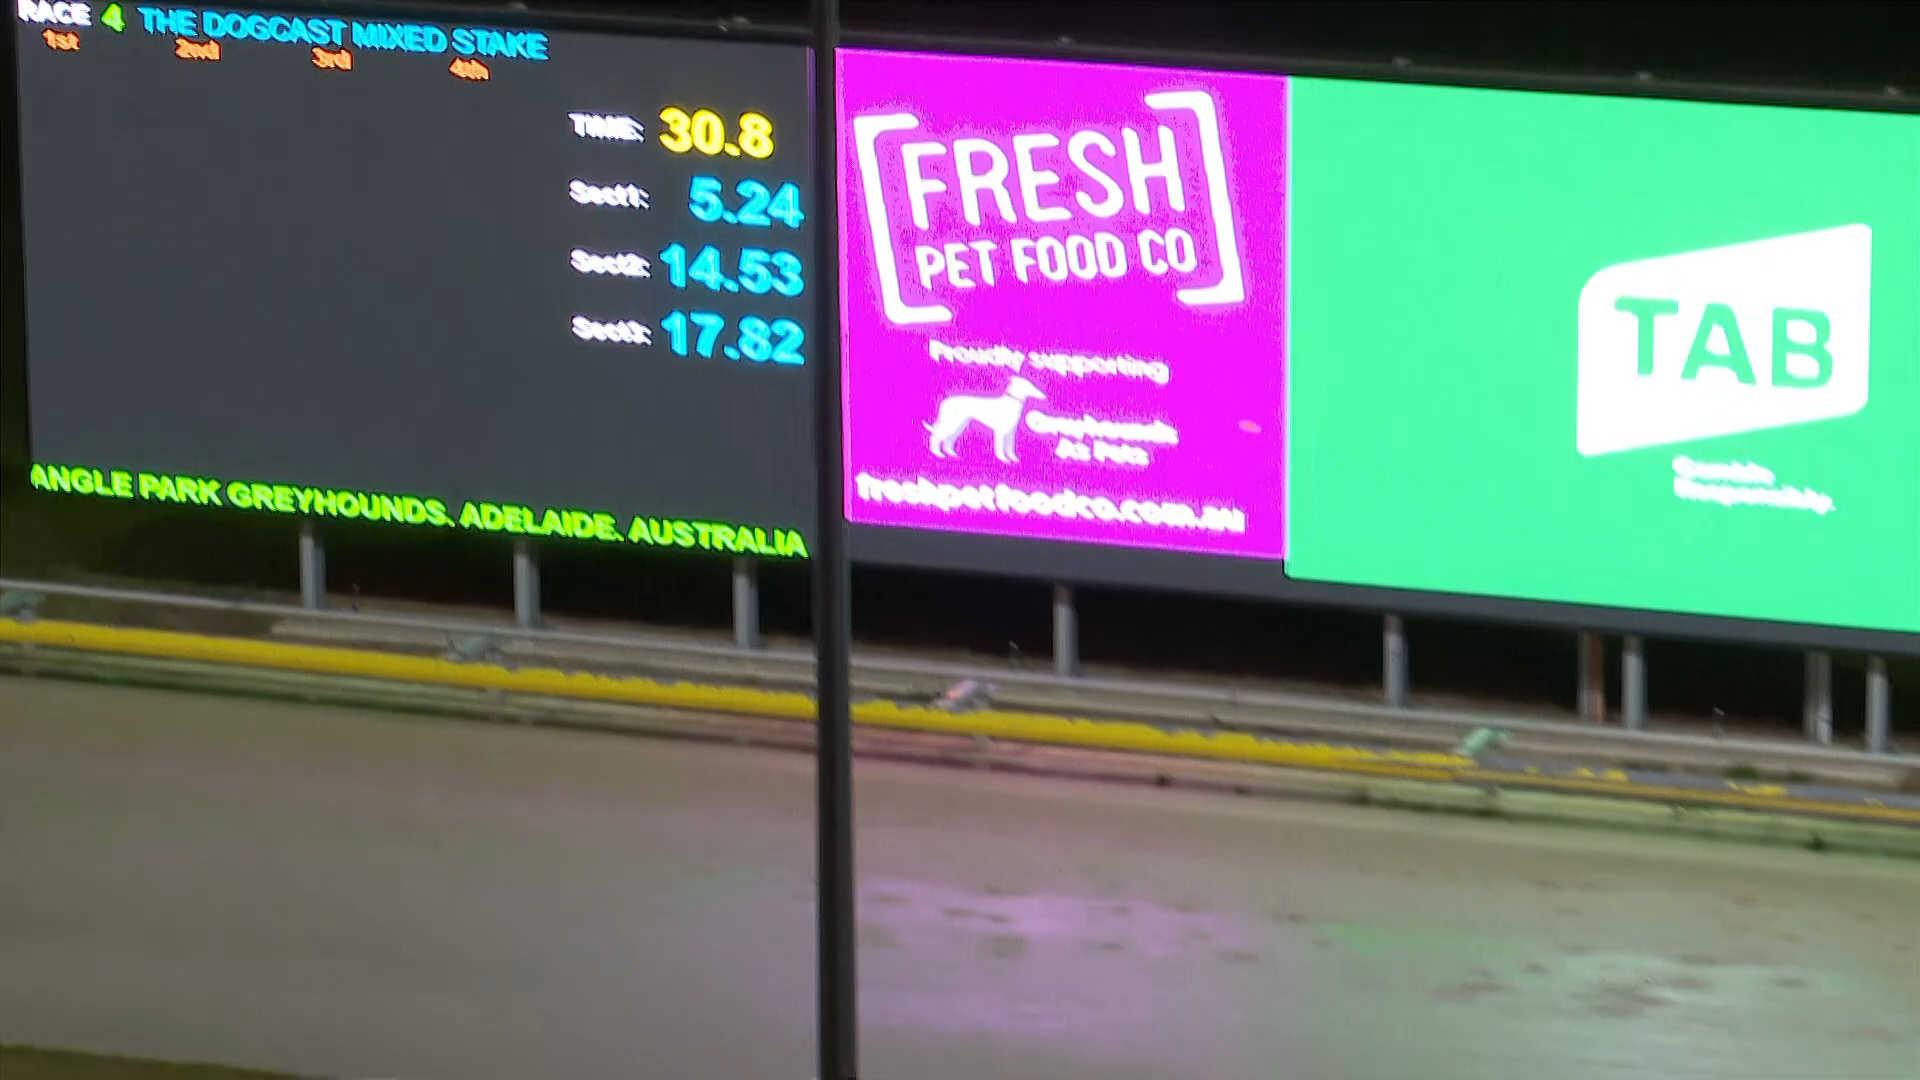 RACE 4 THE DOGCAST MIXED STAKE
1st 2nd 3rd 4th
TIME: 30.8
Sect1: 5.24
Sect2: 14.53
Sect3: 17.82
ANGLE PARK GREYHOUNDS. ADELAIDE. AUSTRALIA
FRESH
PET FOOD CO
Proudly supporting
Greyhounds
As Pets
freshpetfoodco.com.au
TAB
Gamble
Responsibly.